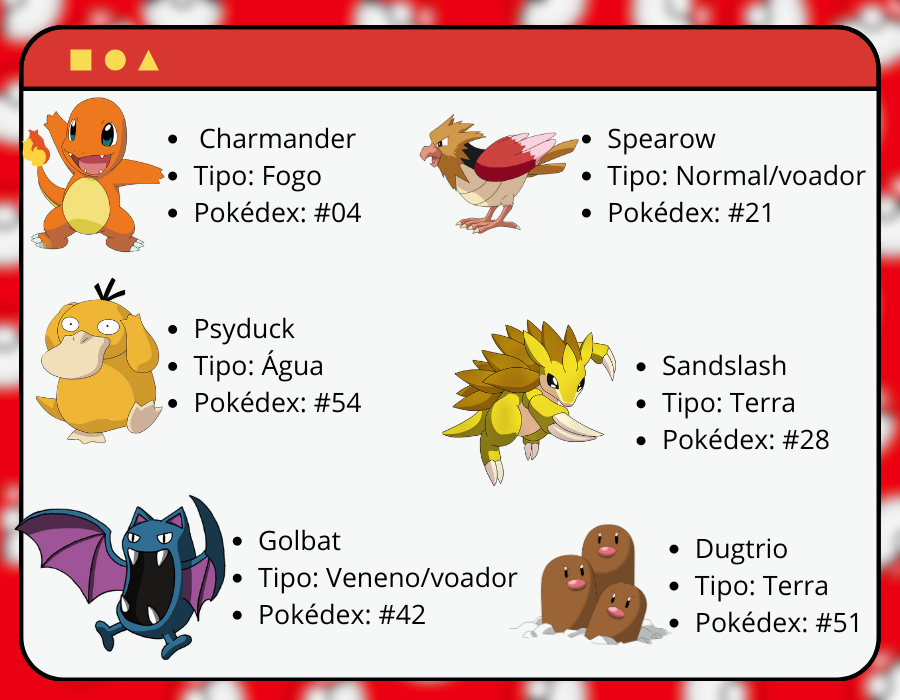 Charmander
Tipo: Fogo
Pokédex: #04
Spearow
Tipo: Normal/voador
Pokédex: #21
Psyduck
Tipo: Água
Pokédex: #54
Sandslash
Tipo: Terra
Pokédex: #28
Golbat
Tipo: Veneno/voador
Pokédex: #42
Dugtrio
Tipo: Terra
Pokédex: #51